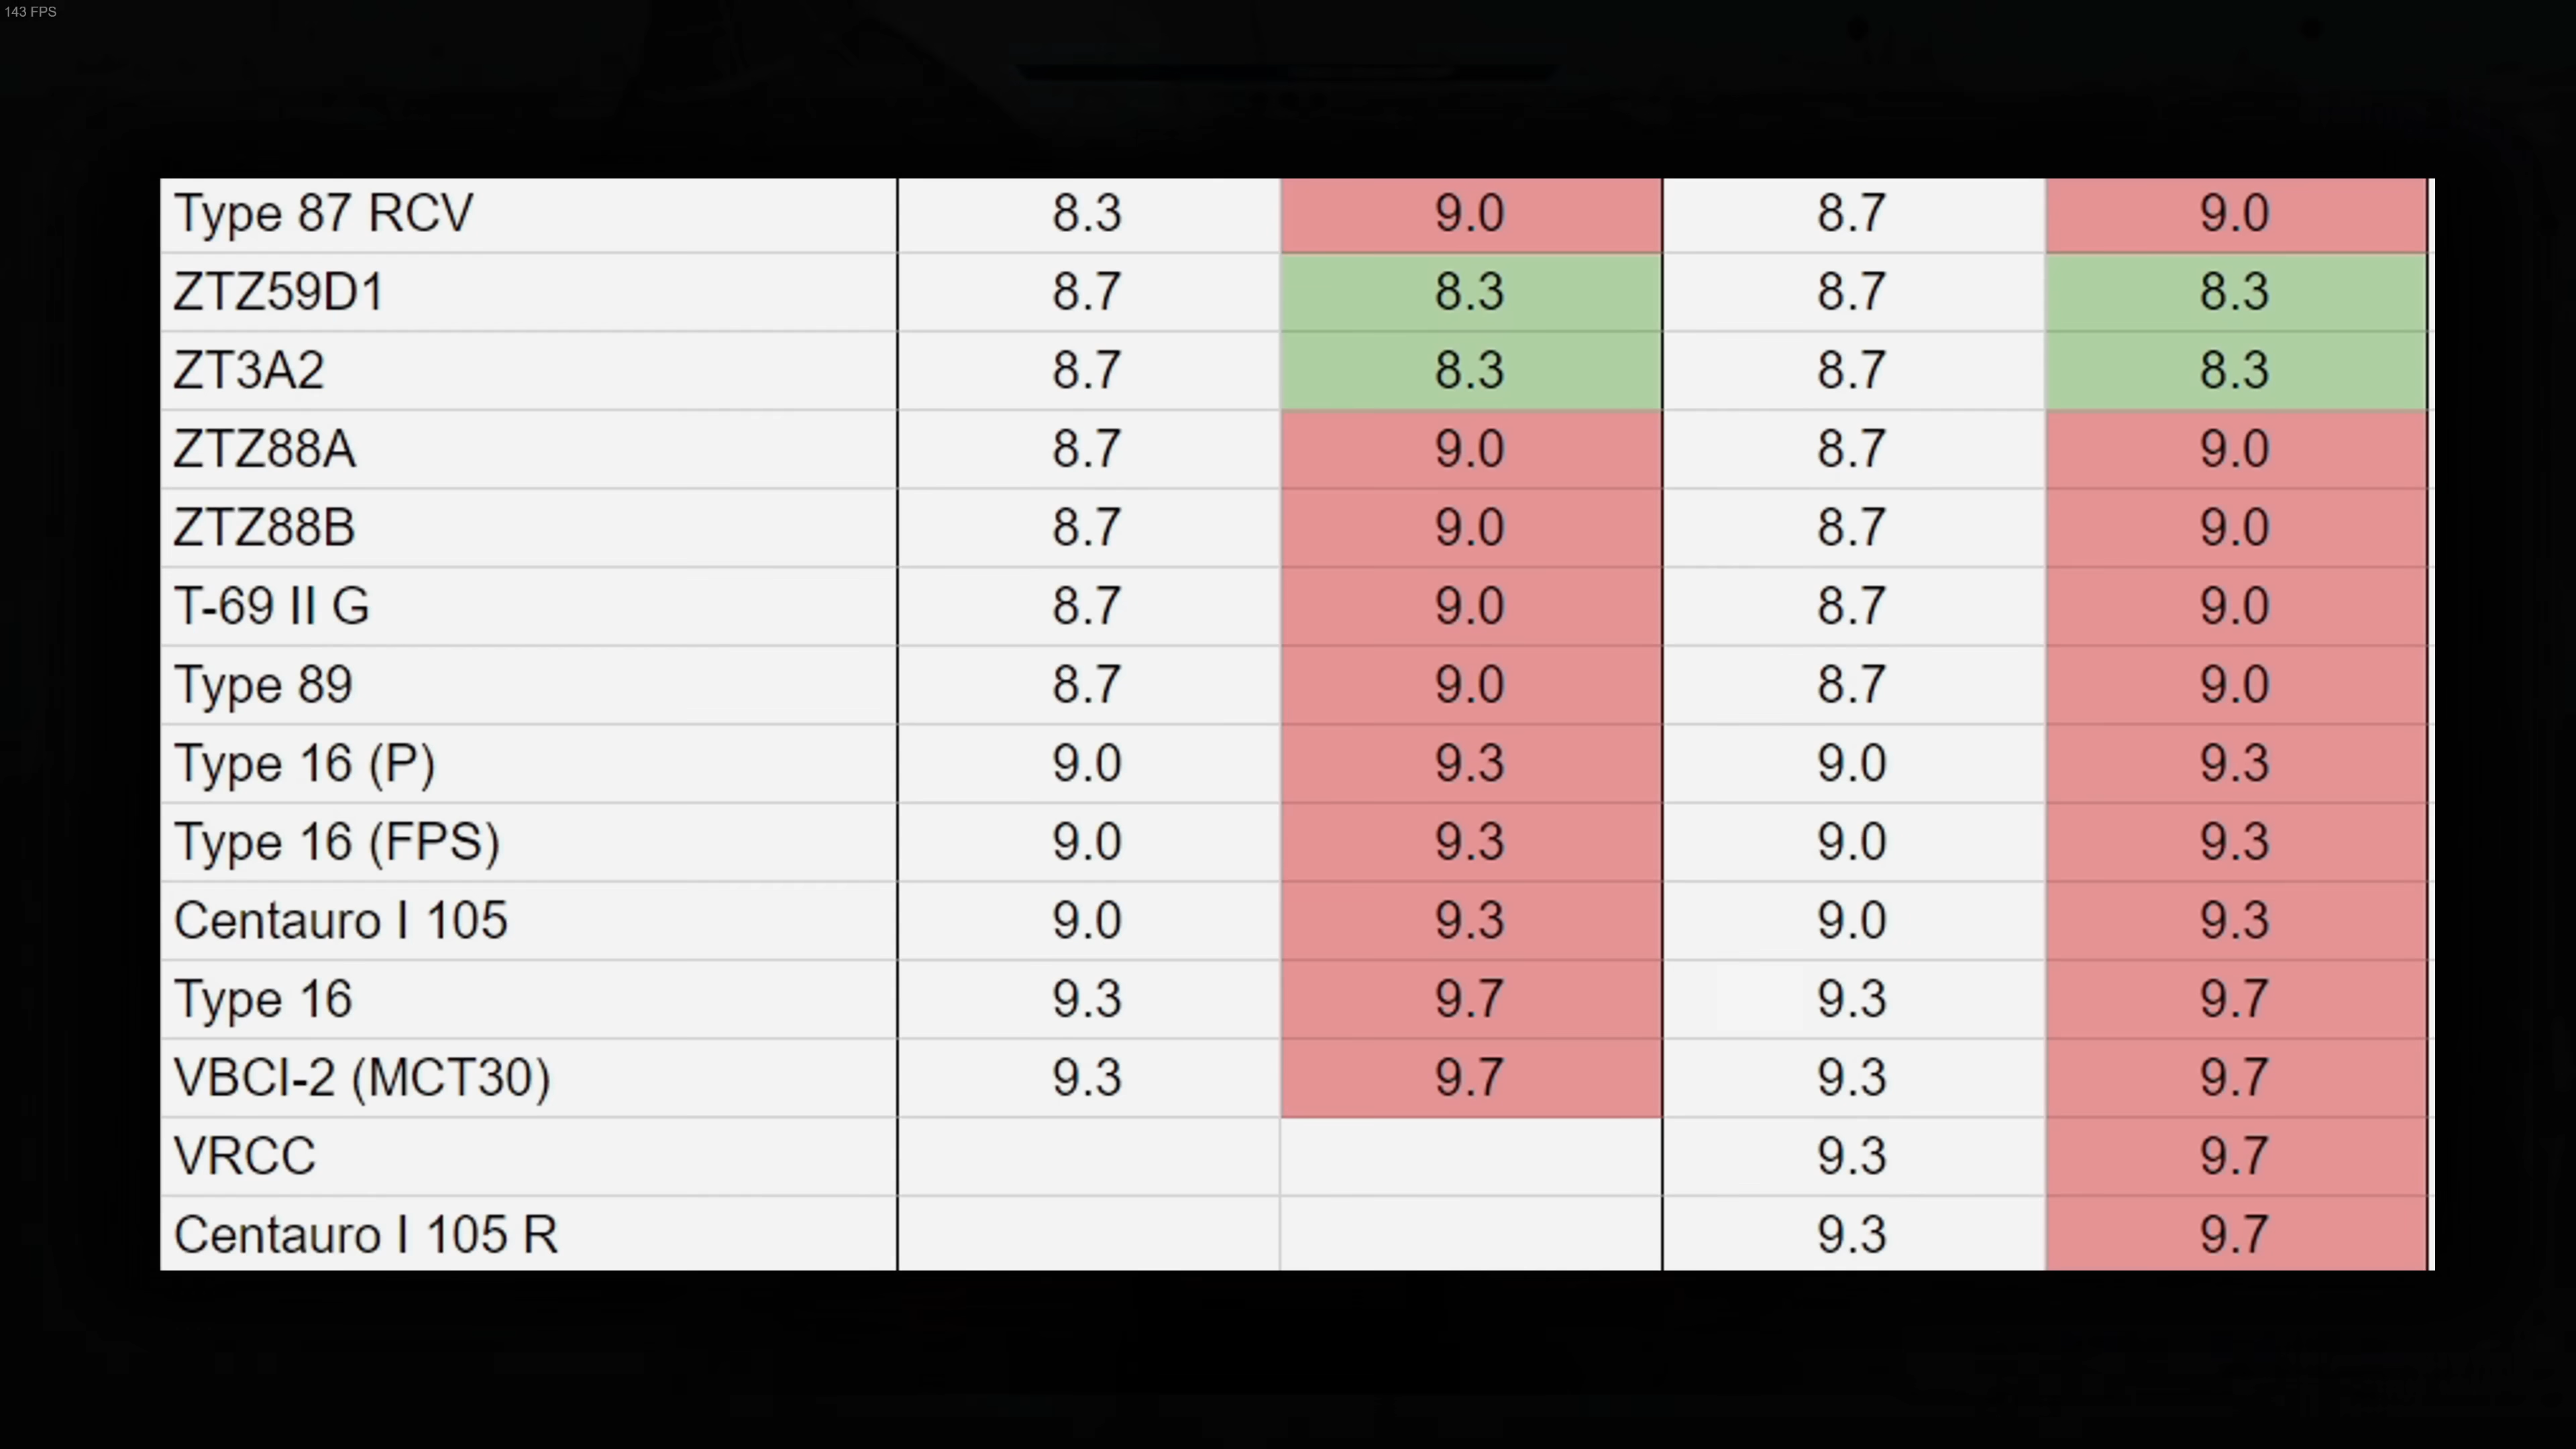 143 FPS
Type 87 RCV 8.3 9.0 8.7 9.0
ZTZ59D1 8.7 8.3 8.7 8.3
ZT3A2 8.7 8.3 8.7 8.3
ZTZ88A 8.7 9.0 8.7 9.0
ZTZ88B 8.7 9.0 8.7 9.0
T-69 II G 8.7 9.0 8.7 9.0
Type 89 8.7 9.0 8.7 9.0
Type 16 (P) 9.0 9.3 9.0 9.3
Type 16 (FPS) 9.0 9.3 9.0 9.3
Centauro I 105 9.0 9.3 9.0 9.3
Type 16 9.3 9.7 9.3 9.7
VBCI-2 (MCT30) 9.3 9.7 9.3 9.7
VRCC 9.3 9.7
Centauro I 105 R 9.3 9.7